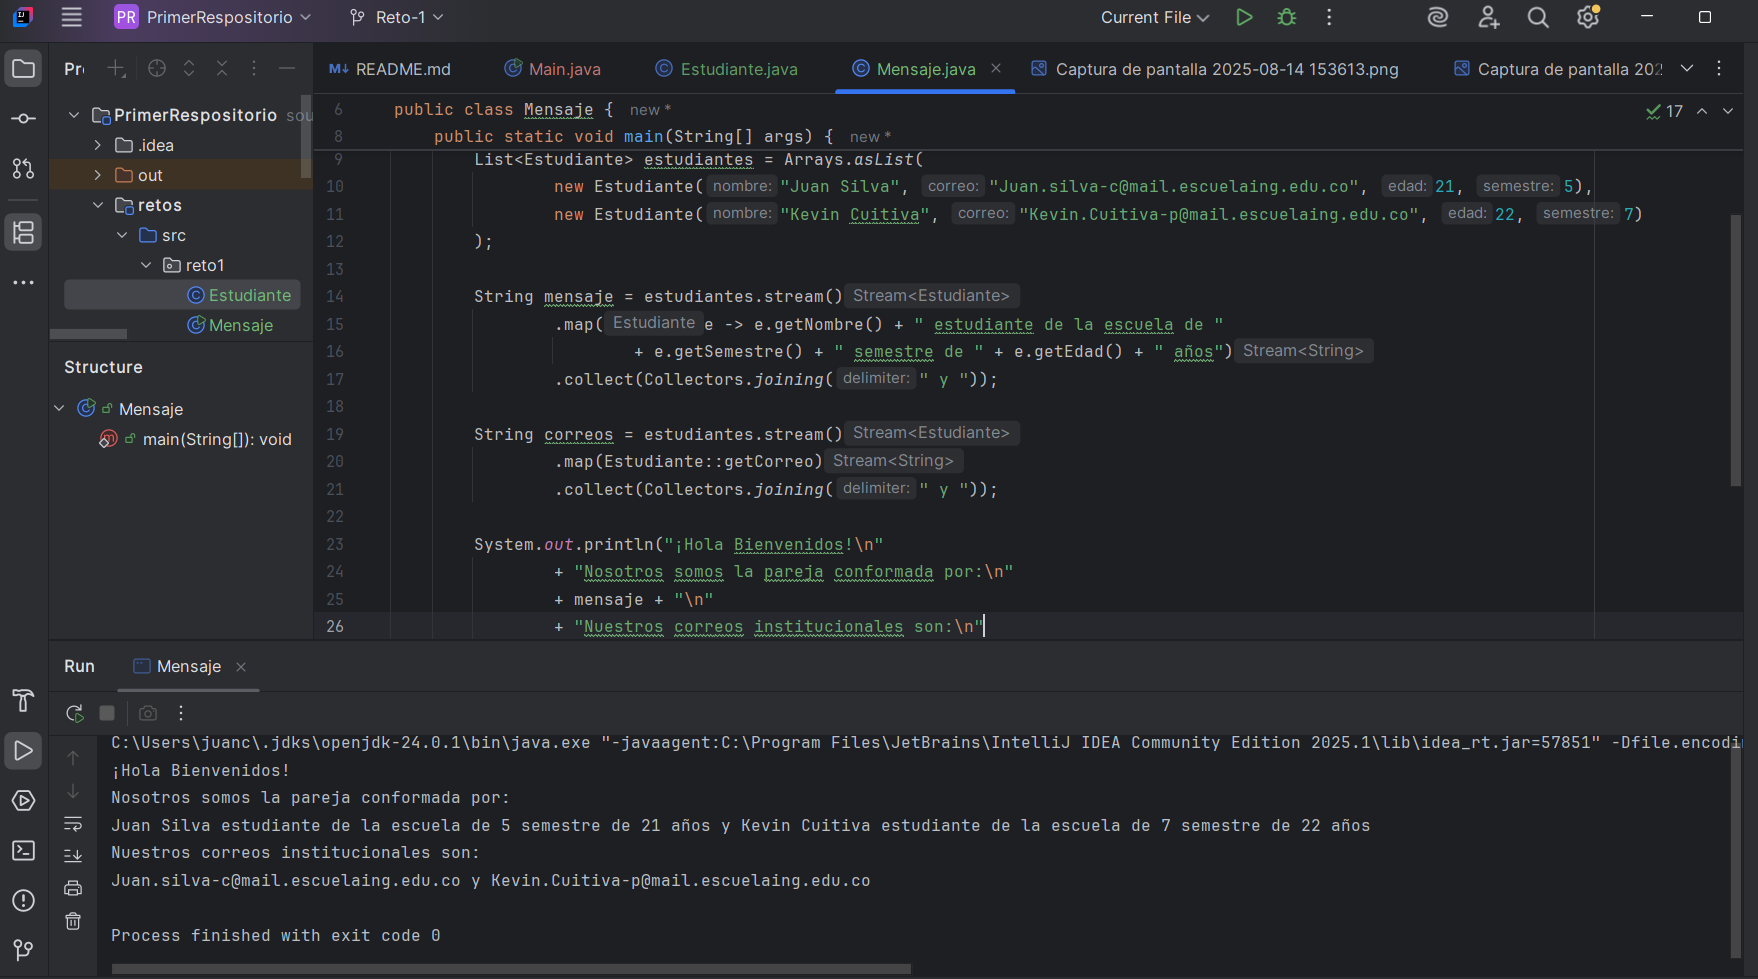 PR PrimerRespositorio Reto-1 Current File
Pr
README.md Main.java Estudiante.java Mensaje.java Captura de pantalla 2025-08-14 153613.png Captura de pantalla 202
PrimerRespositorio sou
.idea
out
retos
src
reto1
Estudiante
Mensaje
Structure
Mensaje
main(String[]): void
17
6 public class Mensaje { new *
8 public static void main(String[] args) { new *
9 List<Estudiante> estudiantes = Arrays.asList(
10 new Estudiante( nombre: "Juan Silva", correo: "Juan.silva-c@mail.escuelaing.edu.co", edad: 21, semestre: 5),
11 new Estudiante( nombre: "Kevin Cuitiva", correo: "Kevin.Cuitiva-p@mail.escuelaing.edu.co", edad: 22, semestre: 7)
12 );
13
14 String mensaje = estudiantes.stream() Stream<Estudiante>
15 .map( Estudiante e -> e.getNombre() + " estudiante de la escuela de "
16 + e.getSemestre() + " semestre de " + e.getEdad() + " años") Stream<String>
17 .collect(Collectors.joining( delimiter: " y "));
18
19 String correos = estudiantes.stream() Stream<Estudiante>
20 .map(Estudiante::getCorreo) Stream<String>
21 .collect(Collectors.joining( delimiter: " y "));
22
23 System.out.println("¡Hola Bienvenidos!\n"
24 + "Nosotros somos la pareja conformada por:\n"
25 + mensaje + "\n"
26 + "Nuestros correos institucionales son:\n"
Run Mensaje
C:\Users\juanc\.jdks\openjdk-24.0.1\bin\java.exe "-javaagent:C:\Program Files\JetBrains\IntelliJ IDEA Community Edition 2025.1\lib\idea_rt.jar=57851" -Dfile.encodi
¡Hola Bienvenidos!
Nosotros somos la pareja conformada por:
Juan Silva estudiante de la escuela de 5 semestre de 21 años y Kevin Cuitiva estudiante de la escuela de 7 semestre de 22 años
Nuestros correos institucionales son:
Juan.silva-c@mail.escuelaing.edu.co y Kevin.Cuitiva-p@mail.escuelaing.edu.co
Process finished with exit code 0